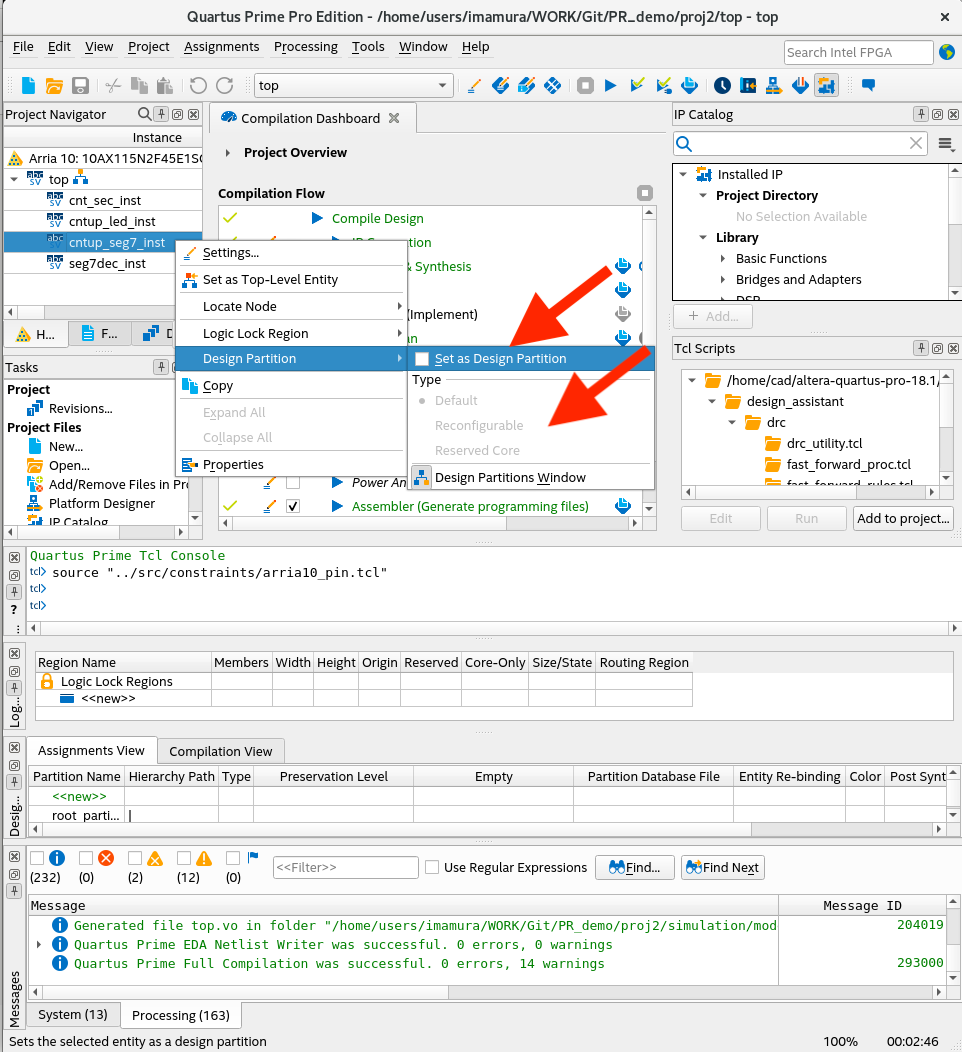 Quartus Prime Pro Edition - /home/users/imamura/WORK/Git/PR_demo/proj2/top - top
File Edit View Project Assignments Processing Tools Window Help
Search Intel FPGA
top
Project Navigator
Instance
Arria 10: 10AX115N2F45E1SG
top
cnt_sec_inst
cntup_led_inst
cntup_seg7_inst
seg7dec_inst
H...
F...
D
Tasks
Project
Revisions...
Project Files
New...
Open...
Add/Remove Files in Pr
Platform Designer
IP Catalog
Compilation Dashboard
Project Overview
Compilation Flow
Compile Design
& Synthesis
(Implement)
Power An
Assembler (Generate programming files)
Settings...
Set as Top-Level Entity
Locate Node
Logic Lock Region
Design Partition
Copy
Expand All
Collapse All
Properties
Set as Design Partition
Type
Default
Reconfigurable
Reserved Core
Design Partitions Window
IP Catalog
Installed IP
Project Directory
No Selection Available
Library
Basic Functions
Bridges and Adapters
DSP
Add...
Tcl Scripts
/home/cad/altera-quartus-pro-18.1/
design_assistant
drc
drc_utility.tcl
fast_forward_proc.tcl
fast_forward_rules.tcl
Edit
Run
Add to project...
Quartus Prime Tcl Console
tcl> source "../src/constraints/arria10_pin.tcl"
tcl>
tcl>
Log...
Region Name Members Width Height Origin Reserved Core-Only Size/State Routing Region
Logic Lock Regions
<<new>>
Desig...
Assignments View
Compilation View
Partition Name Hierarchy Path Type Preservation Level Empty Partition Database File Entity Re-binding Color Post Synt
<<new>>
root_parti... |
Messages
(232) (0) (2) (12) (0)
<<Filter>>
Use Regular Expressions
Find...
Find Next
Message Message ID
Generated file top.vo in folder "/home/users/imamura/WORK/Git/PR_demo/proj2/simulation/mod 204019
Quartus Prime EDA Netlist Writer was successful. 0 errors, 0 warnings
Quartus Prime Full Compilation was successful. 0 errors, 14 warnings 293000
System (13)
Processing (163)
Sets the selected entity as a design partition
100% 00:02:46